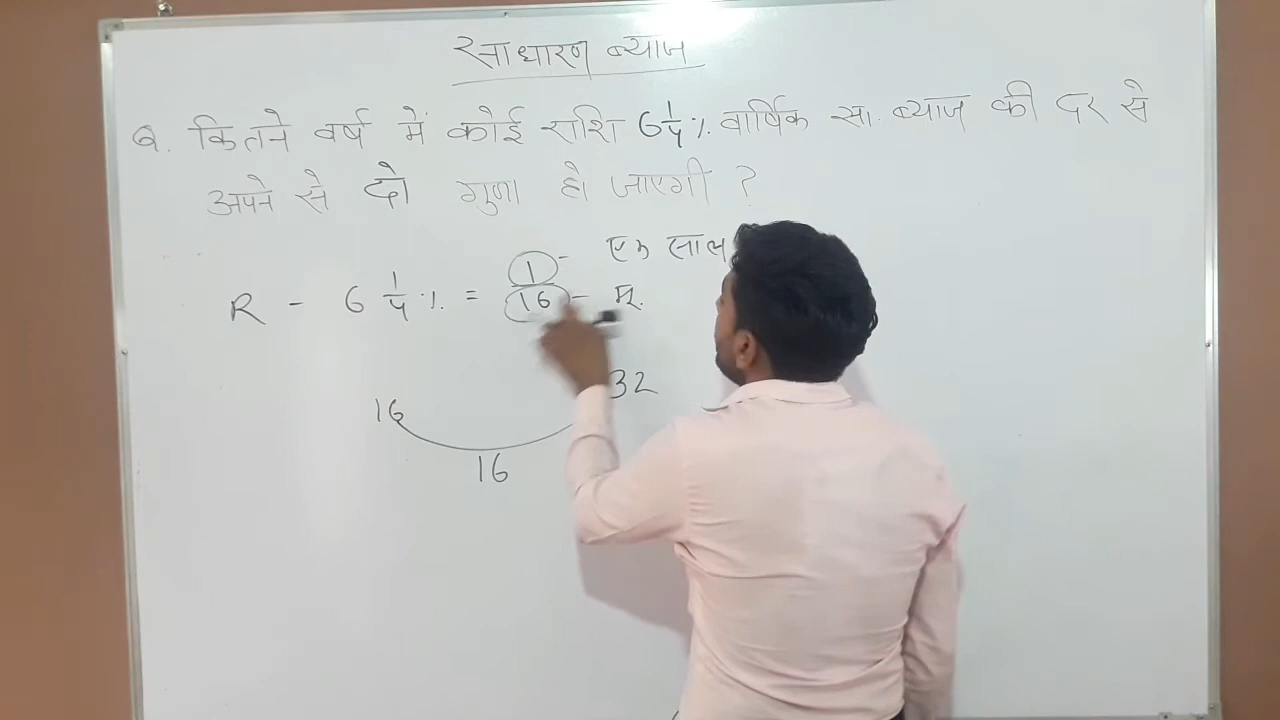 साधारण ब्याज
Q. कितने वर्ष में कोई राशि 6 1/4 % वार्षिक सा. ब्याज की दर से
अपने से दो गुणा हो जाएगी ?
1 - एक साल
R - 6 1/4 % = 16 - मू.
16 32
16